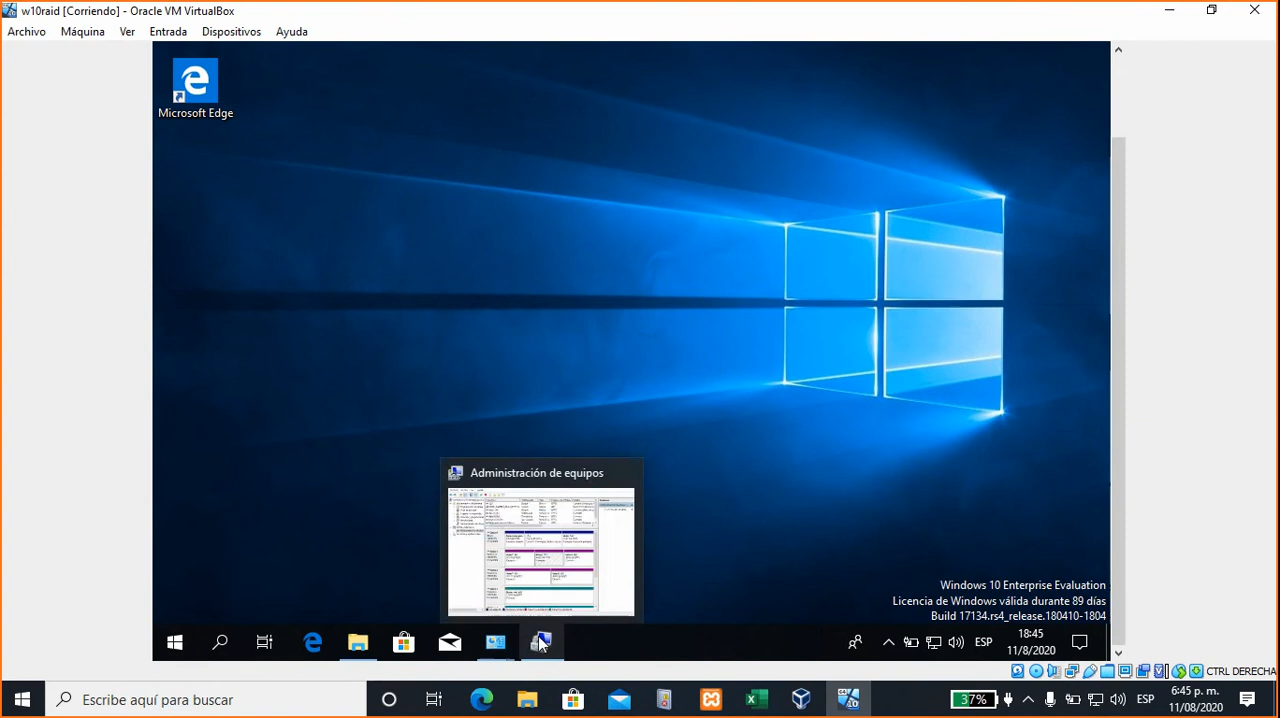 w10raid [Corriendo] - Oracle VM VirtualBox
Archivo Máquina Ver Entrada Dispositivos Ayuda
Microsoft Edge
Administración de equipos
Windows 10 Enterprise Evaluation
Licencia de Windows válida durante 89 días
Build 17134.rs4_release.180410-1804
ESP
18:45
11/8/2020
CTRL DERECHA
Escribe aquí para buscar
37%
ESP
6:45 p. m.
11/08/2020